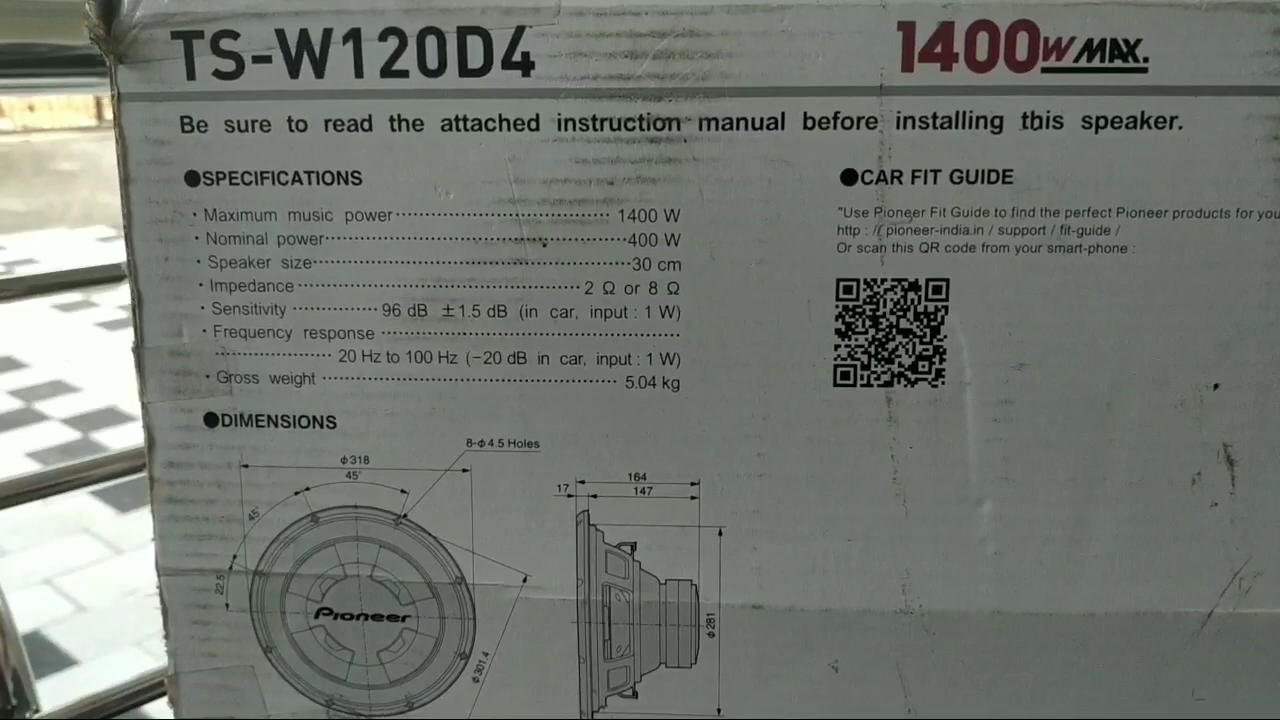 TS-W120D4
1400W MAX.
Be sure to read the attached instruction manual before installing this speaker.
●SPECIFICATIONS
・Maximum music power ························ 1400 W
・Nominal power ························ 400 W
・Speaker size ························ 30 cm
・Impedance ························ 2 Ω or 8 Ω
・Sensitivity ············ 96 dB ±1.5 dB (in car, input : 1 W)
・Frequency response ························
················ 20 Hz to 100 Hz (−20 dB in car, input : 1 W)
・Gross weight ························ 5.04 kg
●CAR FIT GUIDE
"Use Pioneer Fit Guide to find the perfect Pioneer products for you
http : // pioneer-india.in / support / fit-guide /
Or scan this QR code from your smart-phone :
●DIMENSIONS
8-φ4.5 Holes
φ318
45°
45°
22.5
φ301.4
Pioneer
164
17
147
φ281